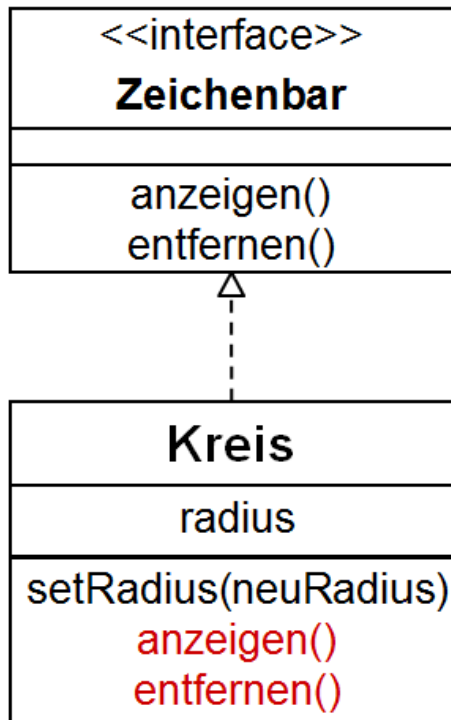 <<interface>>
Zeichenbar
anzeigen()
entfernen()
Kreis
radius
setRadius(neuRadius)
anzeigen()
entfernen()